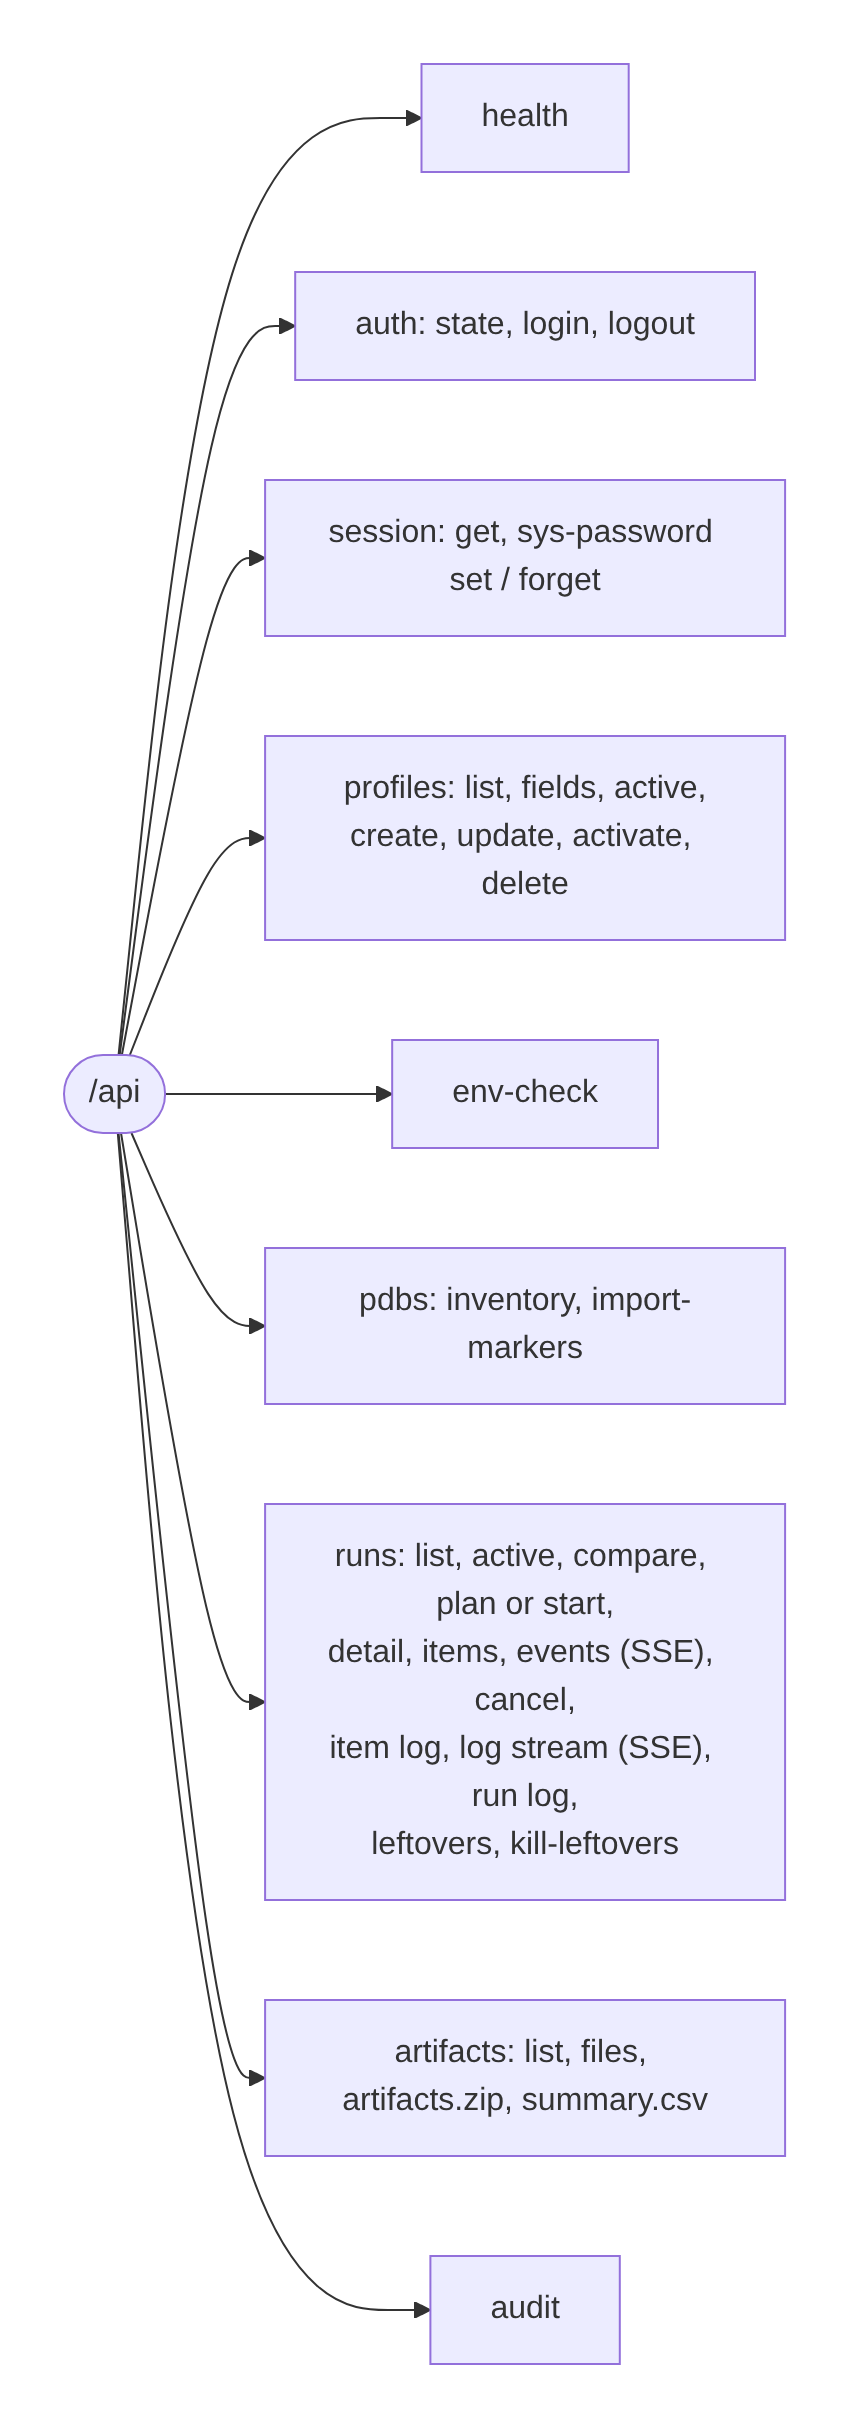 health
auth: state, login, logout
session: get, sys-password
set / forget
profiles: list, fields, active,
create, update, activate,
delete
/api
env-check
pdbs: inventory, import-
markers
runs: list, active, compare,
plan or start,
detail, items, events (SSE),
cancel,
item log, log stream (SSE),
run log,
leftovers, kill-leftovers
artifacts: list, files,
artifacts.zip, summary.csv
audit